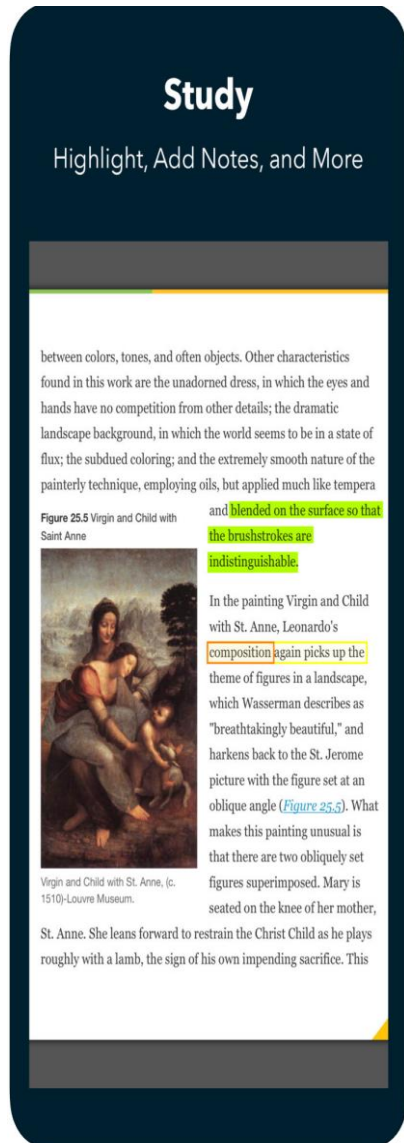 Study
Highlight, Add Notes, and More
between colors, tones, and often objects. Other characteristics
found in this work are the unadorned dress, in which the eyes and
hands have no competition from other details; the dramatic
landscape background, in which the world seems to be in a state of
flux; the subdued coloring; and the extremely smooth nature of the
painterly technique, employing oils, but applied much like tempera
and blended on the surface so that
the brushstrokes are
indistinguishable.
Figure 25.5 Virgin and Child with
Saint Anne
Virgin and Child with St. Anne, (c.
1510)-Louvre Museum.
In the painting Virgin and Child
with St. Anne, Leonardo's
composition again picks up the
theme of figures in a landscape,
which Wasserman describes as
"breathtakingly beautiful," and
harkens back to the St. Jerome
picture with the figure set at an
oblique angle (Figure 25.5). What
makes this painting unusual is
that there are two obliquely set
figures superimposed. Mary is
seated on the knee of her mother,
St. Anne. She leans forward to restrain the Christ Child as he plays
roughly with a lamb, the sign of his own impending sacrifice. This